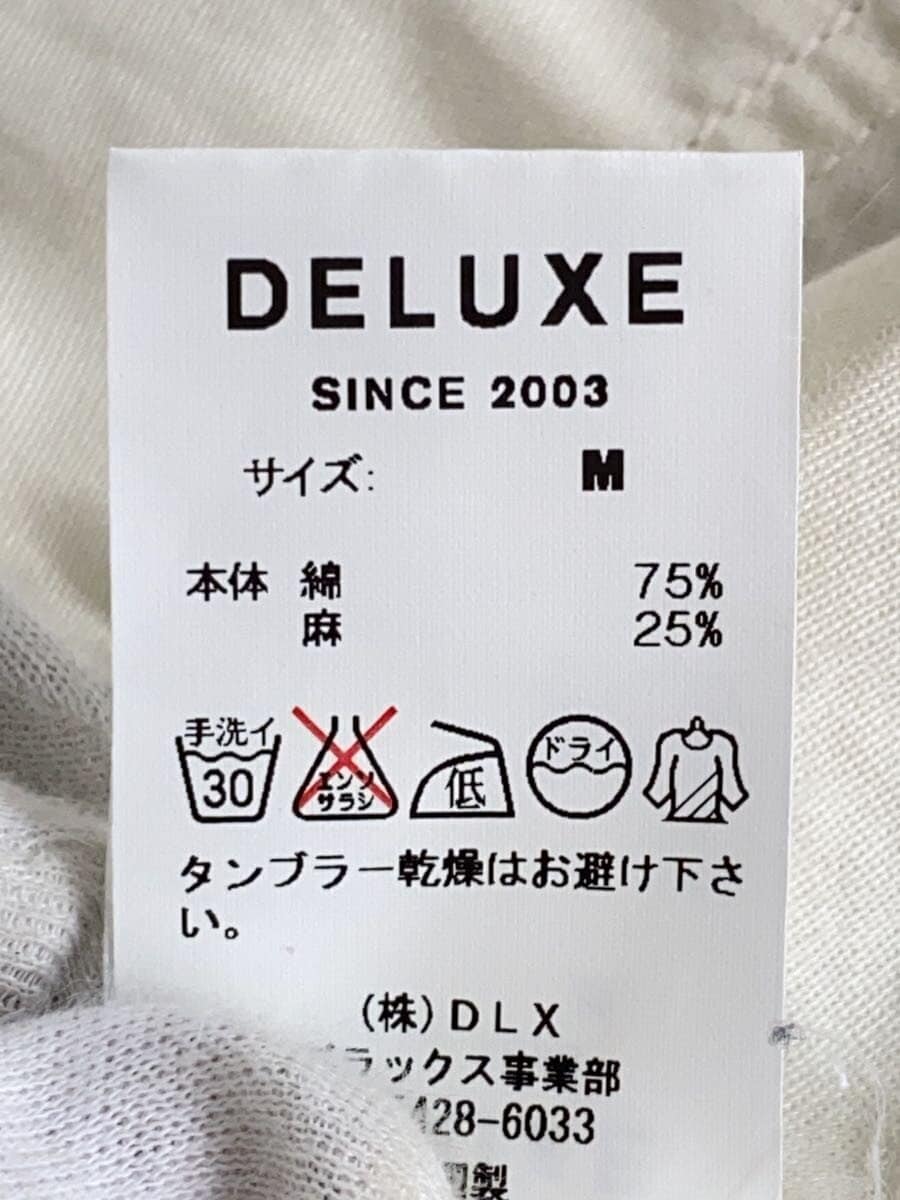 DELUXE
SINCE 2003
サイズ: M
本体 綿 75%
麻 25%
手洗イ
30
エンソ
サラシ
低
ドライ
タンブラー乾燥はお避け下さ
い。
(株)DLX
ラックス事業部
428-6033
製